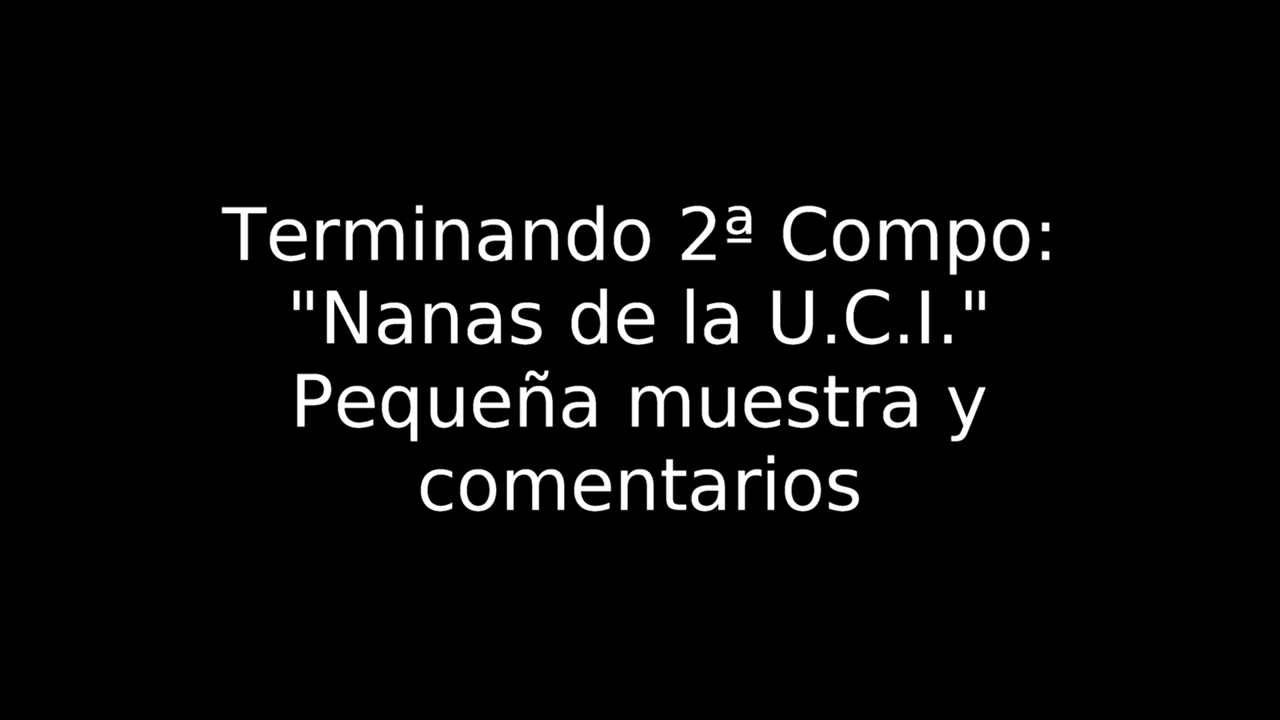 Terminando 2ª Compo:
"Nanas de la U.C.I."
Pequeña muestra y
comentarios